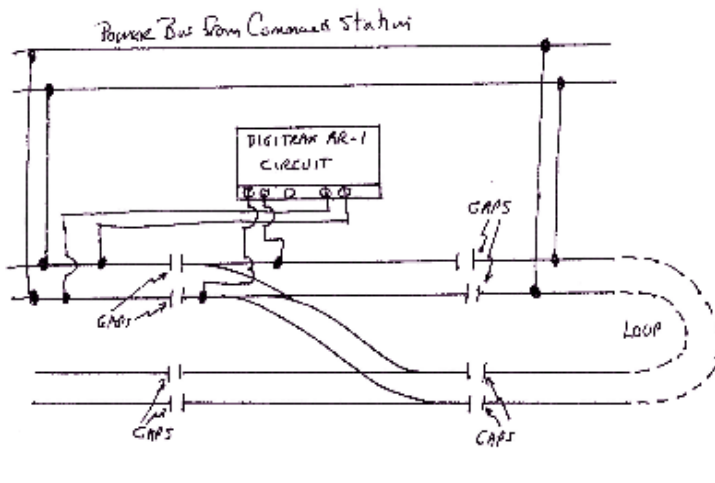 Power Bus from Command Station
DIGITRAX AR-1
CIRCUIT
GAPS
GAPS
LOOP
GAPS
GAPS